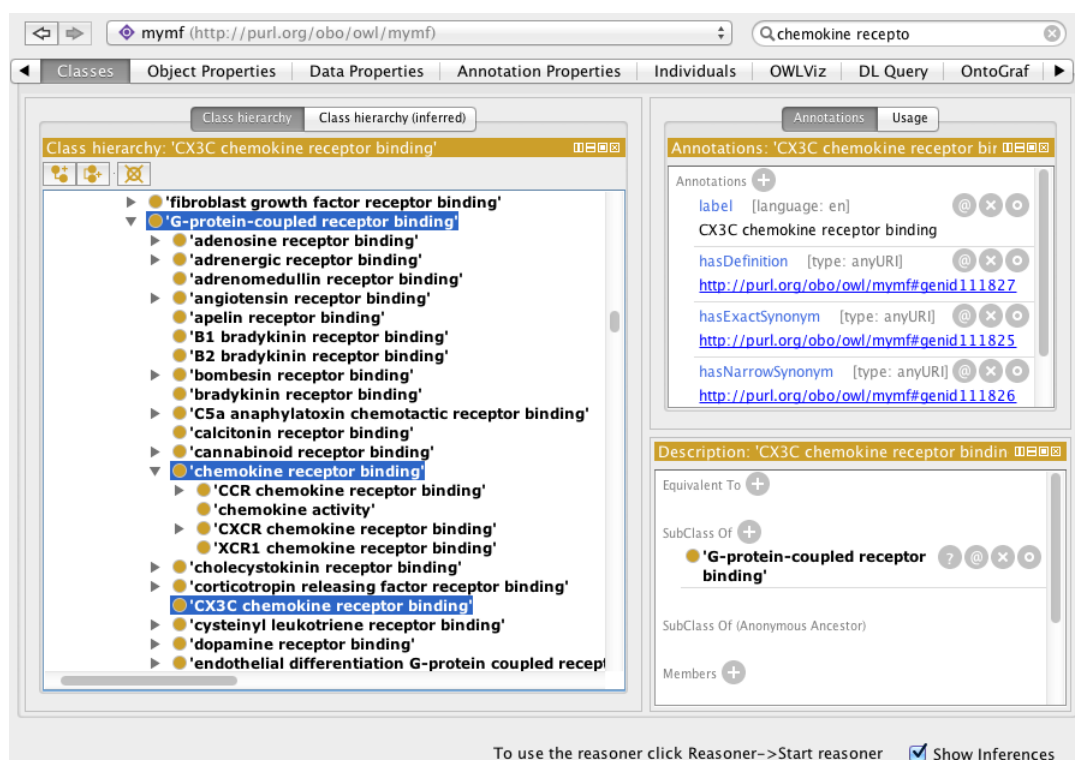 mymf (http://purl.org/obo/owl/mymf)
chemokine recepto
Classes Object Properties Data Properties Annotation Properties Individuals OWLViz DL Query OntoGraf
Class hierarchy Class hierarchy (inferred)
Class hierarchy: 'CX3C chemokine receptor binding'
'fibroblast growth factor receptor binding'
'G-protein-coupled receptor binding'
'adenosine receptor binding'
'adrenergic receptor binding'
'adrenomedullin receptor binding'
'angiotensin receptor binding'
'apelin receptor binding'
'B1 bradykinin receptor binding'
'B2 bradykinin receptor binding'
'bombesin receptor binding'
'bradykinin receptor binding'
'C5a anaphylatoxin chemotactic receptor binding'
'calcitonin receptor binding'
'cannabinoid receptor binding'
'chemokine receptor binding'
'CCR chemokine receptor binding'
'chemokine activity'
'CXCR chemokine receptor binding'
'XCR1 chemokine receptor binding'
'cholecystokinin receptor binding'
'corticotropin releasing factor receptor binding'
'CX3C chemokine receptor binding'
'cysteinyl leukotriene receptor binding'
'dopamine receptor binding'
'endothelial differentiation G-protein coupled recept
Annotations Usage
Annotations: 'CX3C chemokine receptor bir
Annotations
label [language: en]
CX3C chemokine receptor binding
hasDefinition [type: anyURI]
http://purl.org/obo/owl/mymf#genid111827
hasExactSynonym [type: anyURI]
http://purl.org/obo/owl/mymf#genid111825
hasNarrowSynonym [type: anyURI]
http://purl.org/obo/owl/mymf#genid111826
Description: 'CX3C chemokine receptor bindin
Equivalent To
SubClass Of
'G-protein-coupled receptor
binding'
SubClass Of (Anonymous Ancestor)
Members
To use the reasoner click Reasoner->Start reasoner Show Inferences